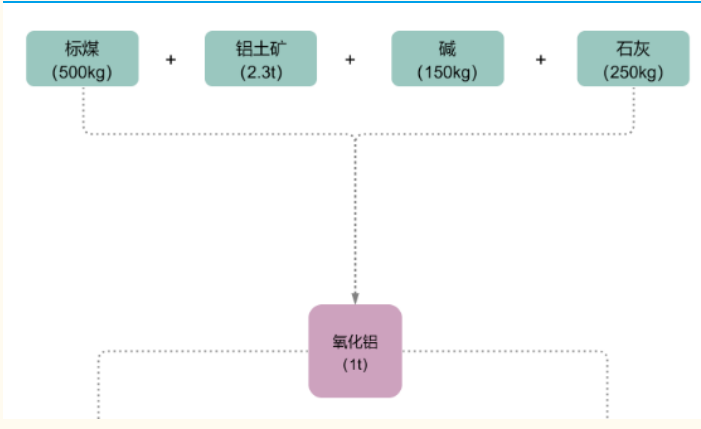 标煤 + 铝土矿 + 碱 + 石灰
(500kg) (2.3t) (150kg) (250kg)
氧化铝
(1t)